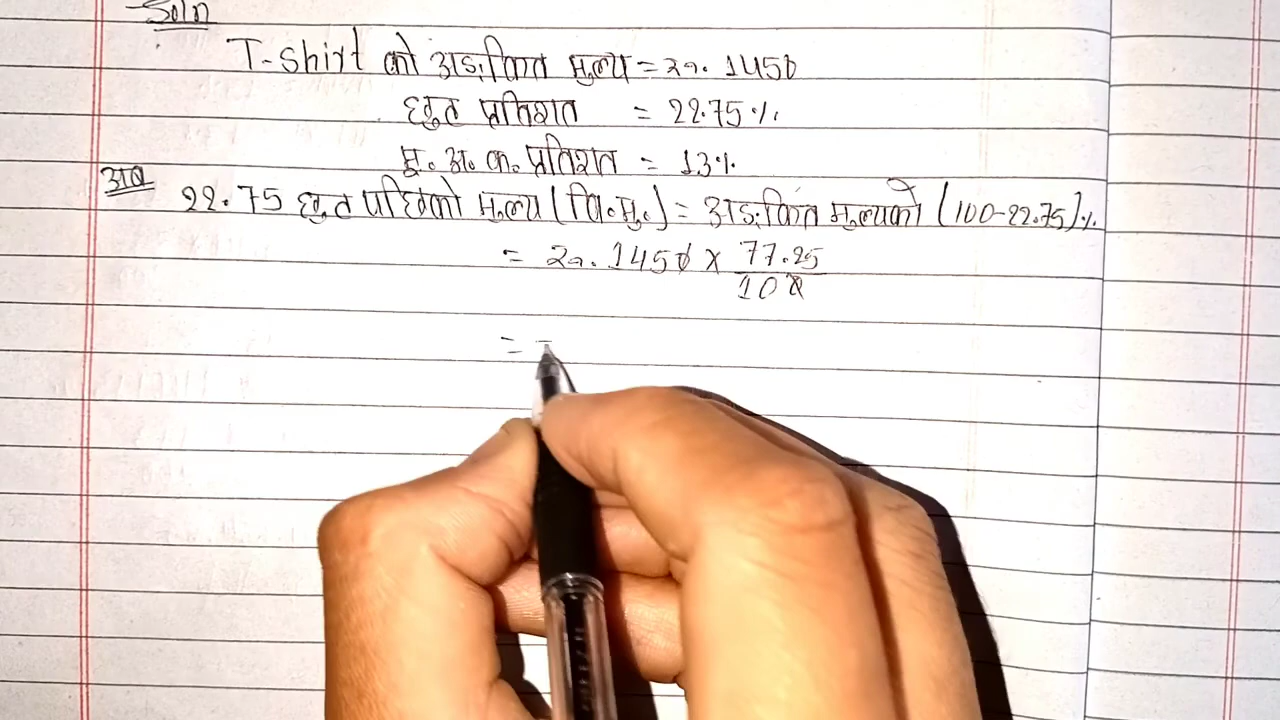 Soln
T-Shirt को अङ्कित मूल्य = रु. 1450
छुट प्रतिशत = 22.75%
मू. अ. क. प्रतिशत = 13%
अब 22.75 छुट पछिको मूल्य (वि.मू.) = अङ्कित मूल्यको (100-22.75)%
= रु. 1450 × 77.25
100
=